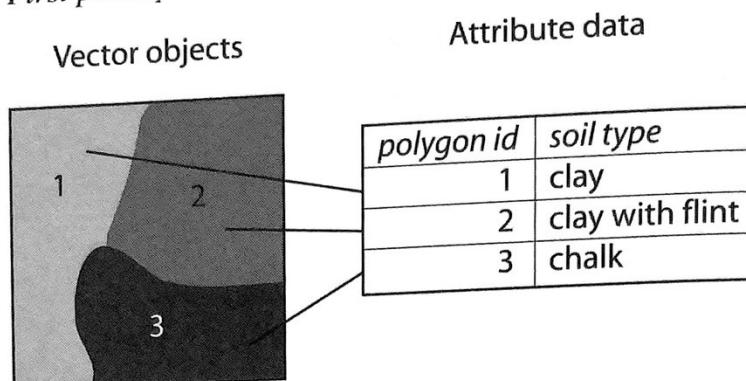 Vector objects
Attribute data
polygon id soil type
1 clay
2 clay with flint
3 chalk
1
2
3